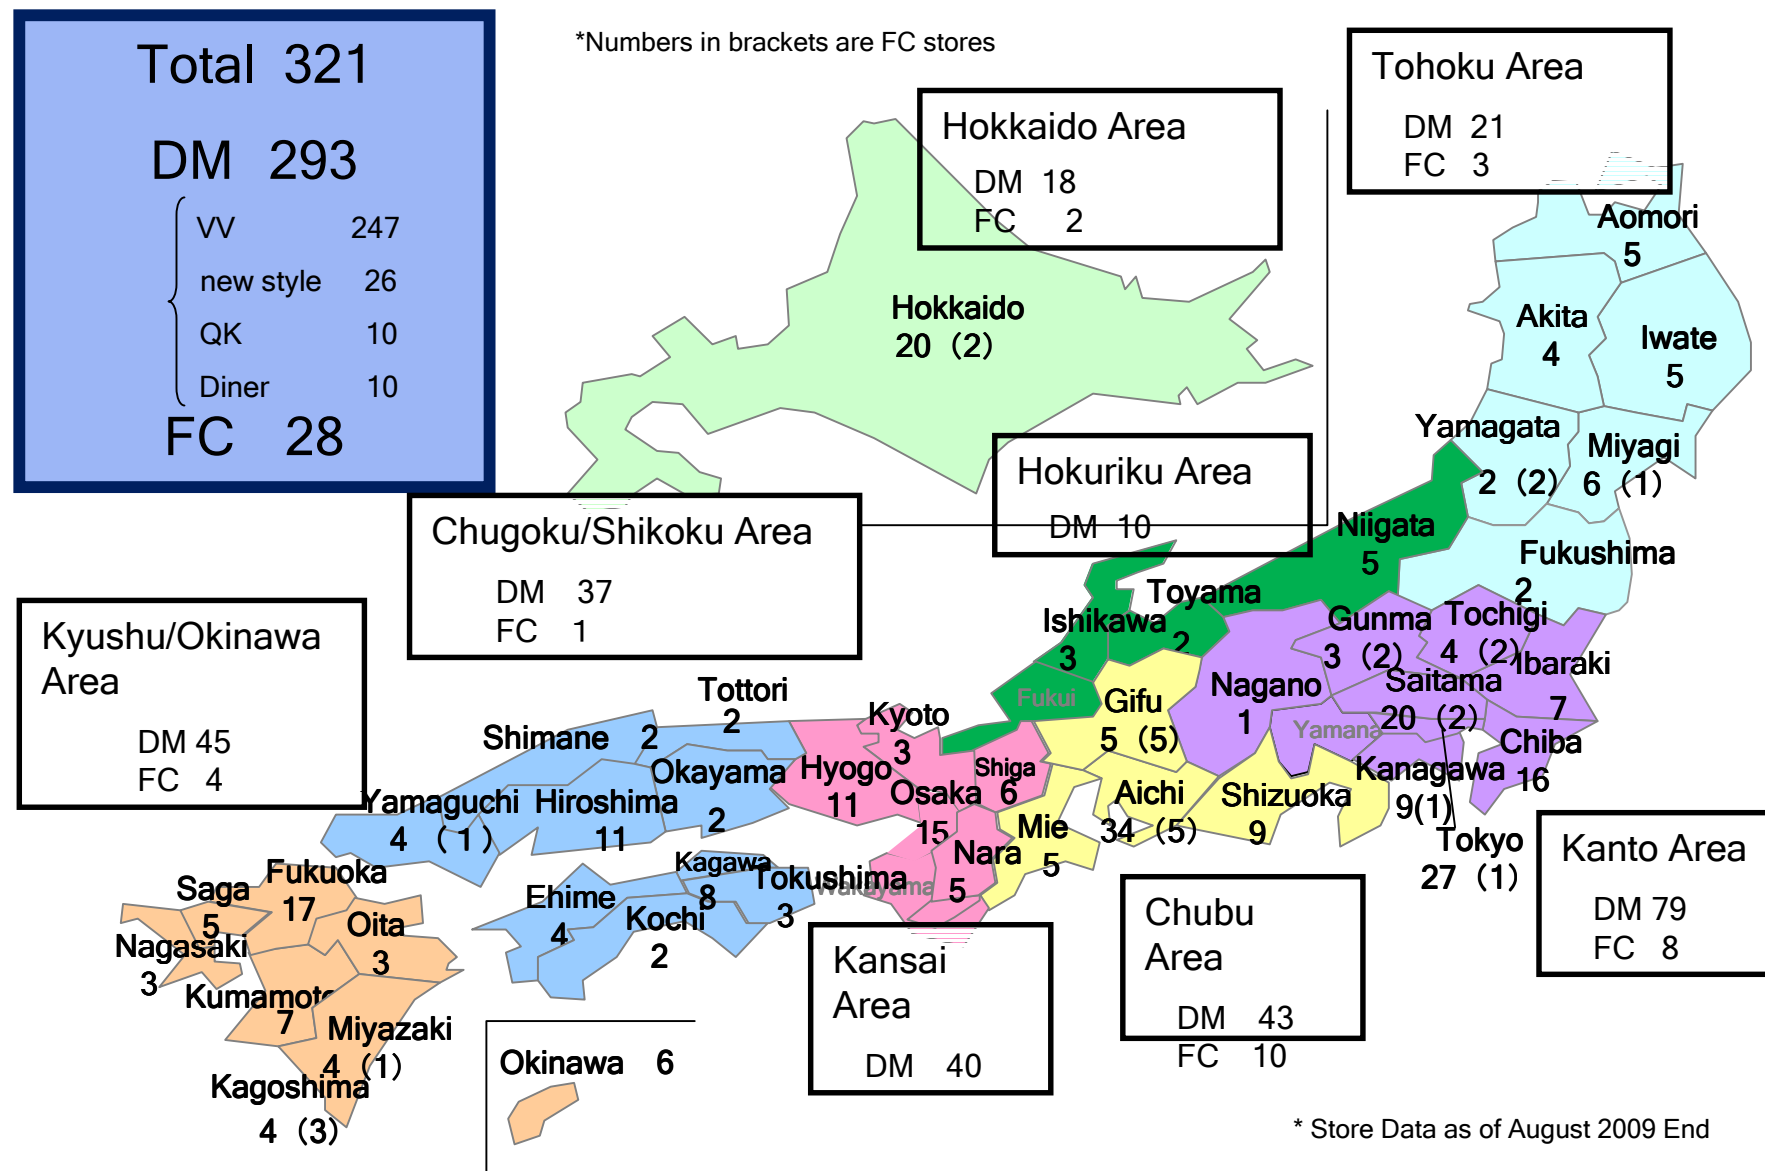 Total 321
DM 293
VV 247
new style 26
QK 10
Diner 10
FC 28
*Numbers in brackets are FC stores
Hokkaido Area
DM 18
FC 2
Tohoku Area
DM 21
FC 3
Hokkaido
20 (2)
Aomori
5
Akita
4
Iwate
5
Yamagata
2 (2)
Miyagi
6 (1)
Fukushima
2
Hokuriku Area
DM 10
Niigata
5
Toyama
2
Ishikawa
3
Fukui
Chugoku/Shikoku Area
DM 37
FC 1
Kyushu/Okinawa
Area
DM 45
FC 4
Gunma
3 (2)
Tochigi
4 (2)
Ibaraki
7
Saitama
20 (2)
Nagano
1
Yamana
Chiba
16
Kanagawa
9(1)
Tokyo
27 (1)
Kanto Area
DM 79
FC 8
Gifu
5 (5)
Aichi
34 (5)
Shizuoka
9
Mie
5
Chubu
Area
DM 43
FC 10
Kyoto
3
Shiga
6
Hyogo
11
Osaka
15
Nara
5
Wakayama
Kansai
Area
DM 40
Tottori
2
Shimane 2
Okayama
2
Hiroshima
11
Yamaguchi
4 (1)
Kagawa
8
Tokushima
3
Ehime
4
Kochi
2
Fukuoka
17
Saga
5
Nagasaki
3
Oita
3
Kumamoto
7
Miyazaki
4 (1)
Kagoshima
4 (3)
Okinawa 6
* Store Data as of August 2009 End